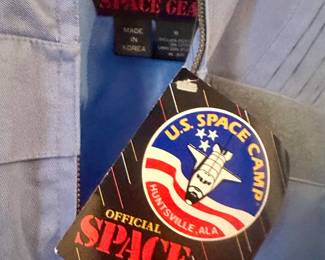 SPACE GEA
MADE IN
KOREA
U.S. SPACE CAMP
HUNTSVILLE, ALA
OFFICIAL
SPACE